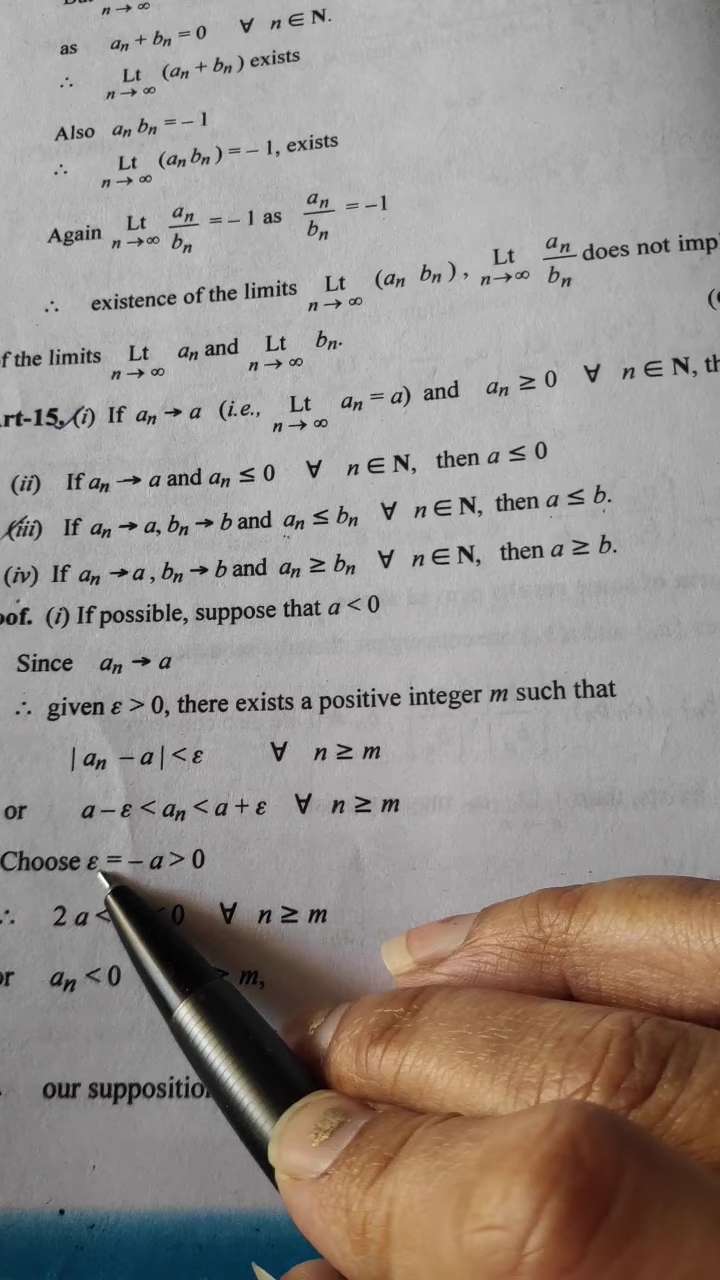 n → ∞
as a_n + b_n = 0 ∀ n ∈ N.
∴ Lt (a_n + b_n) exists
n → ∞
Also a_n b_n = – 1
∴ Lt (a_n b_n) = – 1, exists
n → ∞
Again Lt a_n/b_n = – 1 as a_n/b_n = –1
n → ∞
∴ existence of the limits Lt (a_n b_n), Lt a_n/b_n does not
n → ∞ n → ∞
of the limits Lt a_n and Lt b_n.
n → ∞ n → ∞
rt-15. (i) If a_n → a (i.e., Lt a_n = a) and a_n ≥ 0 ∀ n ∈ N,
n → ∞
(ii) If a_n → a and a_n ≤ 0 ∀ n ∈ N, then a ≤ 0
(iii) If a_n → a, b_n → b and a_n ≤ b_n ∀ n ∈ N, then a ≤ b.
(iv) If a_n → a, b_n → b and a_n ≥ b_n ∀ n ∈ N, then a ≥ b.
oof. (i) If possible, suppose that a < 0
Since a_n → a
∴ given ε > 0, there exists a positive integer m such that
| a_n – a | < ε ∀ n ≥ m
or a – ε < a_n < a + ε ∀ n ≥ m
Choose ε = – a > 0
∴ 2 a < 0 ∀ n ≥ m
or a_n < 0 m,
our